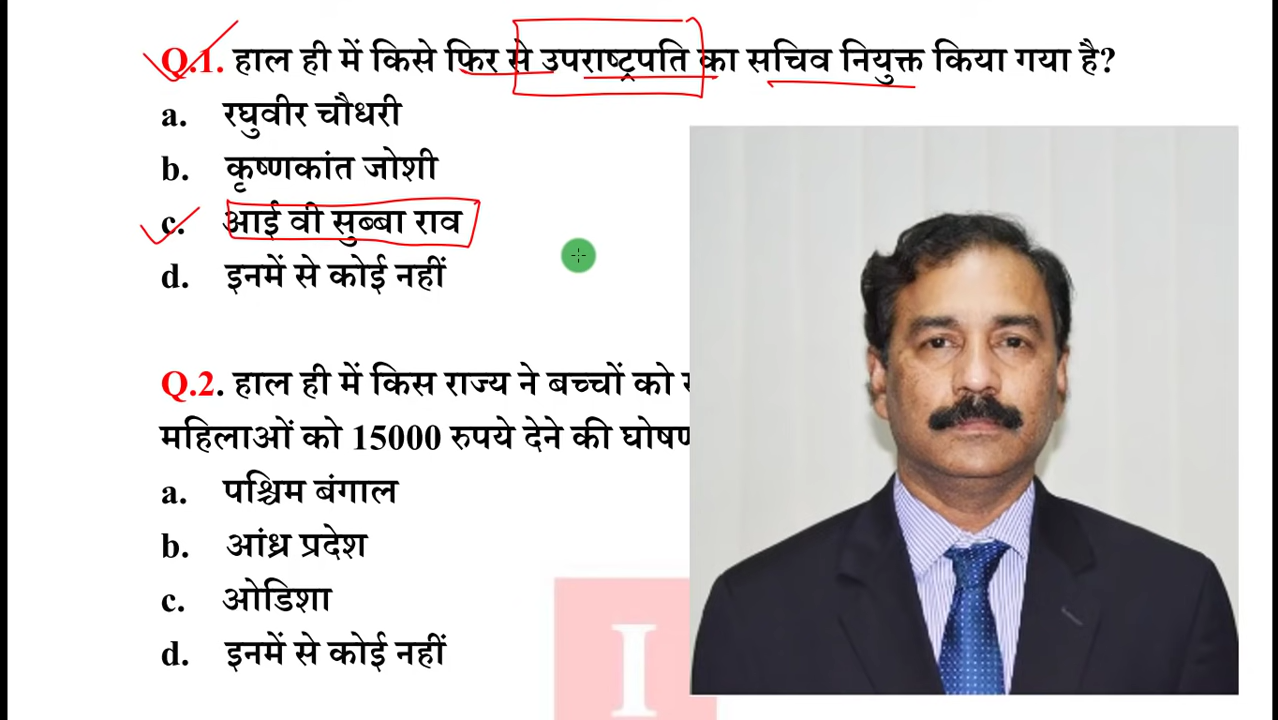 Q.1. हाल ही में किसे फिर से उपराष्ट्रपति का सचिव नियुक्त किया गया है?
a. रघुवीर चौधरी
b. कृष्णकांत जोशी
c. आई वी सुब्बा राव
d. इनमें से कोई नहीं
Q.2. हाल ही में किस राज्य ने बच्चों को
महिलाओं को 15000 रुपये देने की
a. पश्चिम बंगाल
b. आंध्र प्रदेश
c. ओडिशा
d. इनमें से कोई नहीं
I